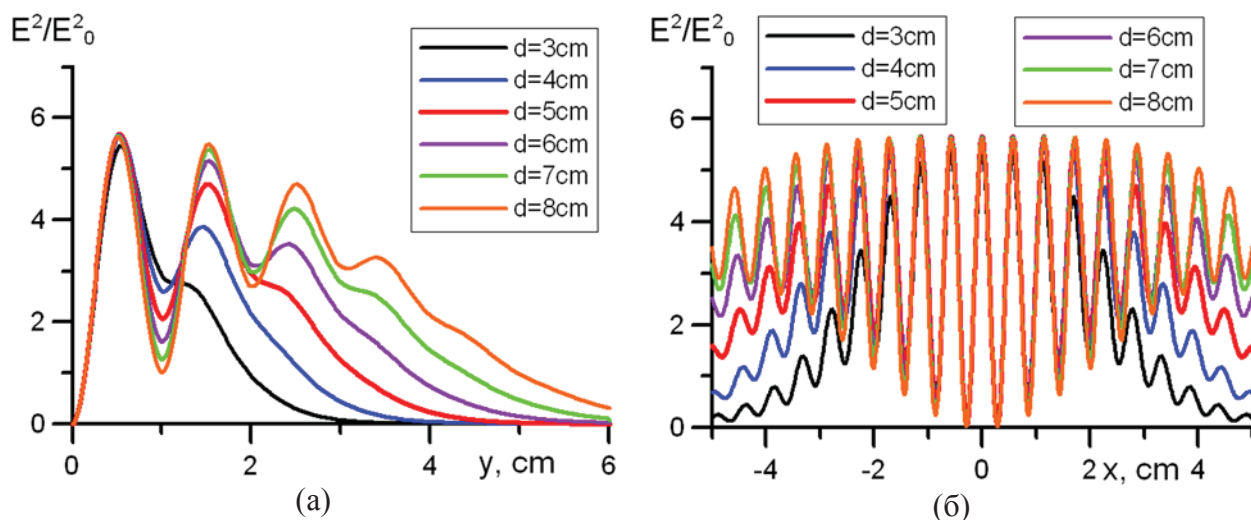 E²/E²₀
d=3cm
d=4cm
d=5cm
d=6cm
d=7cm
d=8cm
6
4
2
0
0
2
4
y, cm
6
(а)
E²/E²₀
d=3cm
d=4cm
d=5cm
d=6cm
d=7cm
d=8cm
6
4
2
0
-4
-2
0
2
x, cm
4
(б)